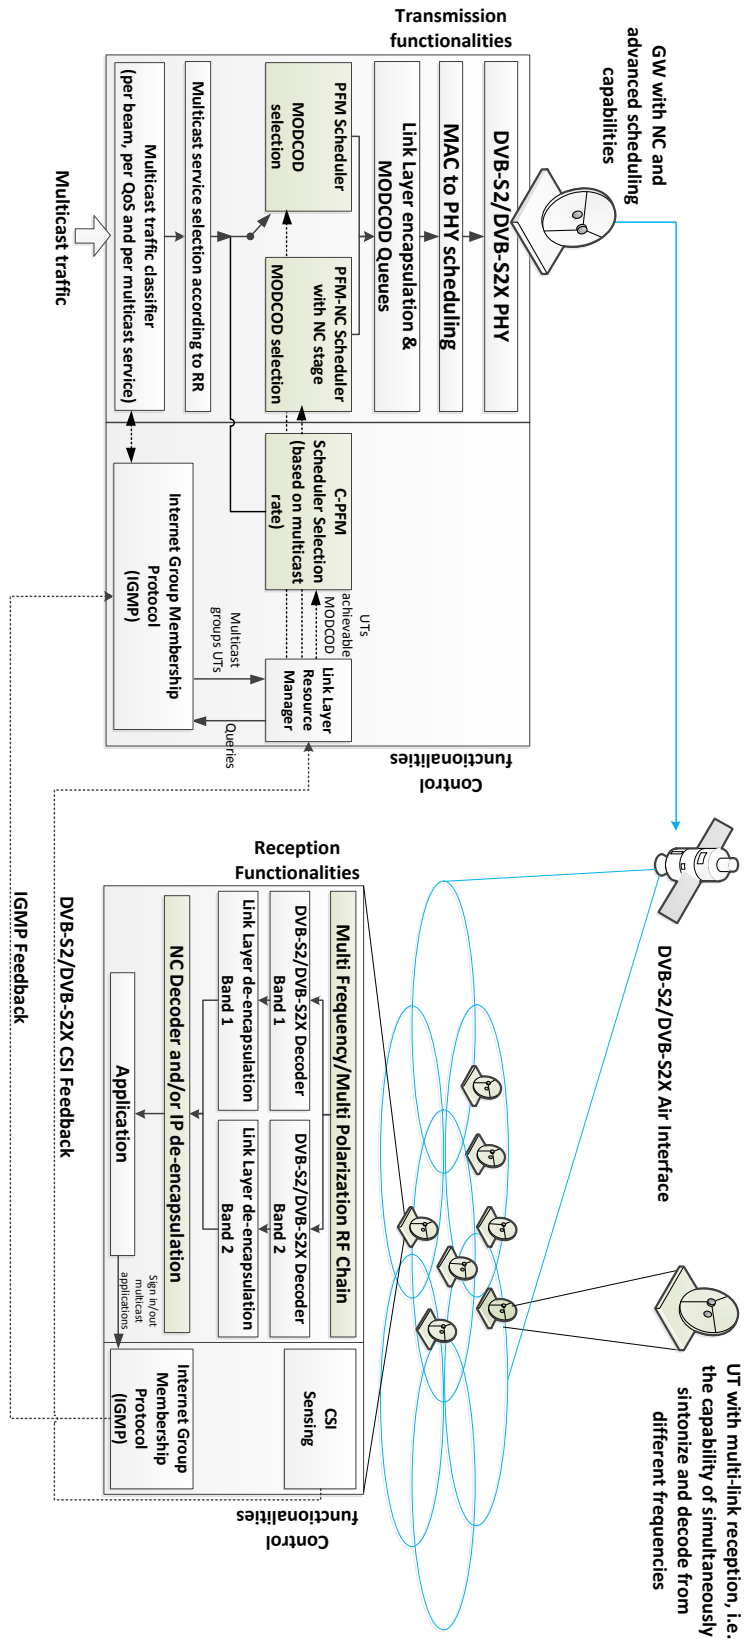 GW with NC and
advanced scheduling
capabilities
Transmission
functionalities
DVB-S2/DVB-S2X PHY
MAC to PHY scheduling
Link Layer encapsulation &
MODCOD Queues
PFM Scheduler
MODCOD
selection
PFM-NC Scheduler
with NC stage
MODCOD selection
Multicast service selection according to RR
Multicast traffic classifier
(per beam, per QoS and per multicast service)
Multicast traffic
C-PFM
Scheduler Selection
(based on multicast
rate)
UTs
achievable
MODCOD
Link Layer
Resource
Manager
Internet Group Membership
Protocol
(IGMP)
Multicast
groups UTs
Queries
Control
functionalities
DVB-S2/DVB-S2X Air Interface
UT with multi-link reception, i.e.
the capability of simultaneously
sintonize and decode from
different frequencies
Reception
Functionalities
Multi Frequency/Multi Polarization RF Chain
DVB-S2/DVB-S2X Decoder
Band 1
DVB-S2/DVB-S2X Decoder
Band 2
Link Layer de-encapsulation
Band 1
Link Layer de-encapsulation
Band 2
NC Decoder and/or IP de-encapsulation
Application
Sign in/out
multicast
applications
CSI
Sensing
Internet Group
Membership
Protocol
(IGMP)
Control
functionalities
DVB-S2/DVB-S2X CSI Feedback
IGMP Feedback